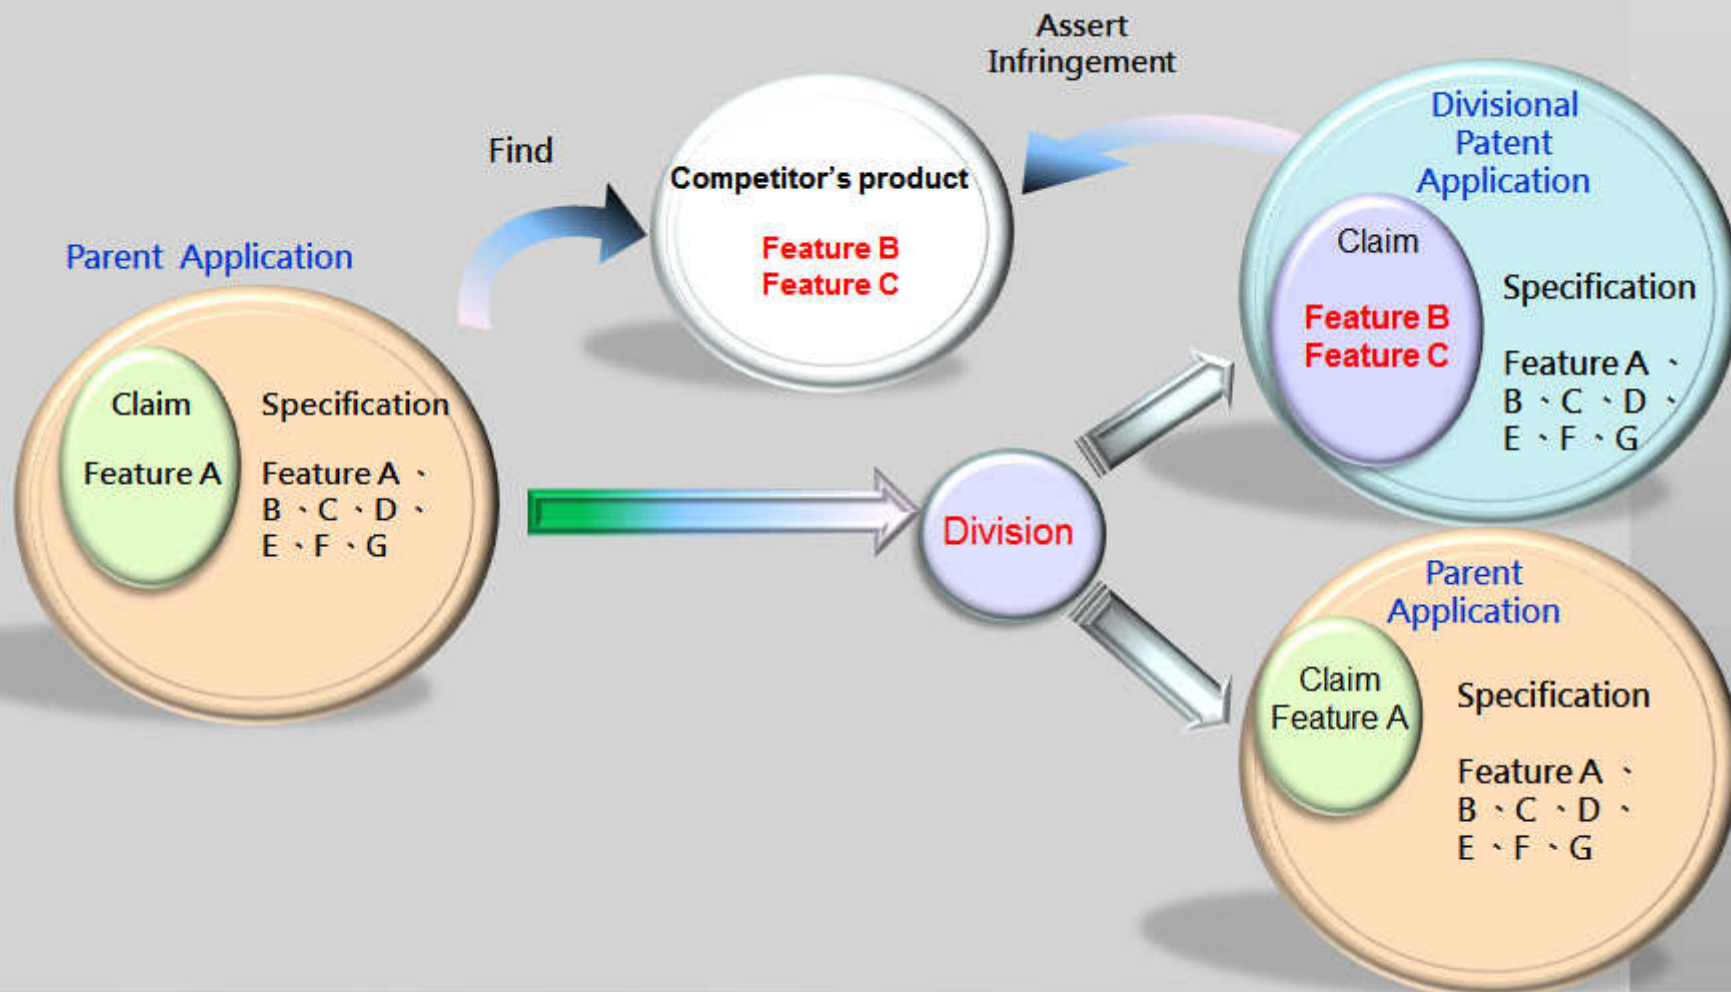 Assert
Infringement
Find
Competitor's product
Feature B
Feature C
Parent Application
Claim
Feature A
Specification
Feature A、
B、C、D、
E、F、G
Division
Divisional
Patent
Application
Claim
Feature B
Feature C
Specification
Feature A、
B、C、D、
E、F、G
Parent
Application
Claim
Feature A
Specification
Feature A、
B、C、D、
E、F、G